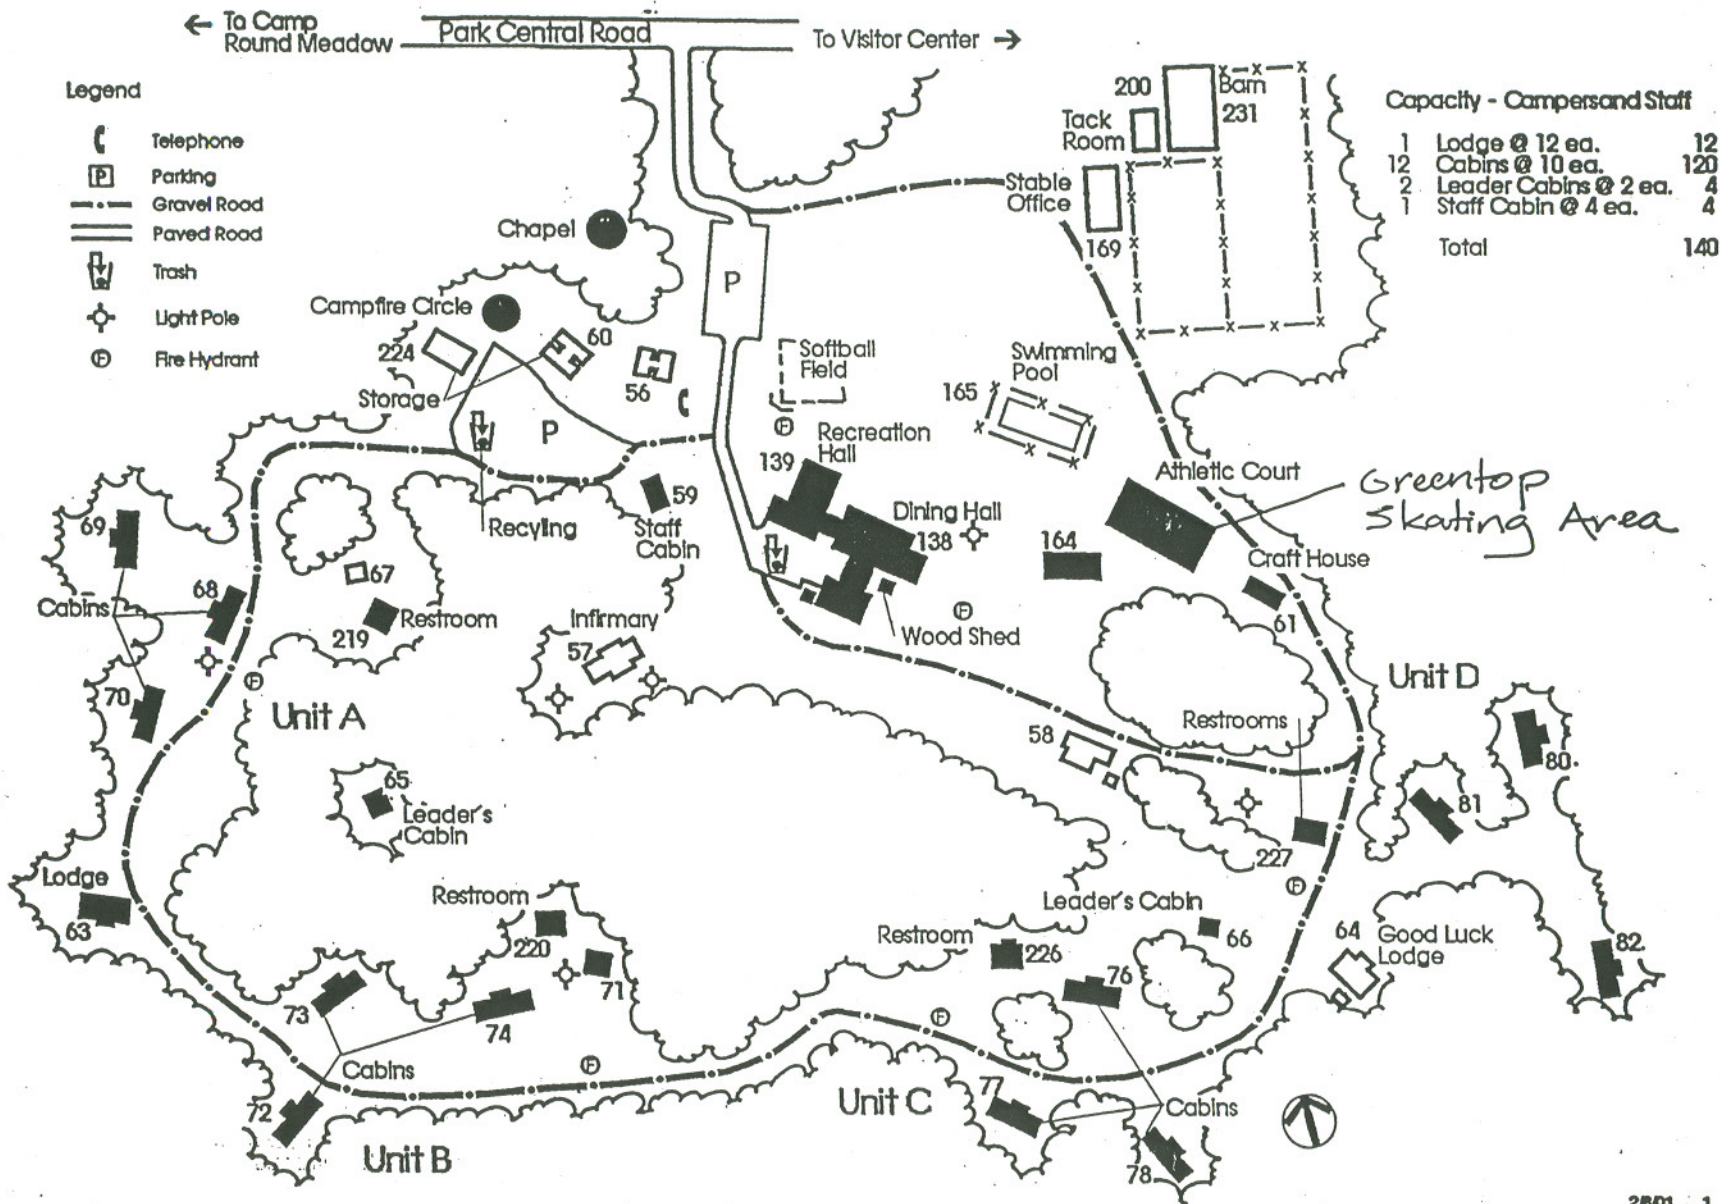 ← To Camp
Round Meadow
Park Central Road
To Visitor Center →
Legend
Telephone
P Parking
Gravel Road
Paved Road
Trash
Light Pole
F Fire Hydrant
Capacity - Campersand Staff
1 Lodge @ 12 ea. 12
12 Cabins @ 10 ea. 120
2 Leader Cabins @ 2 ea. 4
1 Staff Cabin @ 4 ea. 4
Total 140
200
Barn
231
Tack
Room
Stable
Office
169
Chapel
P
Campfire Circle
224
60
56
Storage
P
Softball
Field
F
Swimming
Pool
165
Recreation
Hall
139
Athletic Court
Greentop
Skating Area
59
Staff
Cabin
Recyling
Dining Hall
138
164
Craft House
61
69
68
Cabins
67
Restroom
219
Infirmary
57
F
Wood Shed
70
F
Unit A
Unit D
Restrooms
58
80
81
65
Leader's
Cabin
227
F
Lodge
63
Restroom
220
71
Leader's Cabin
66
Restroom
226
76
64
Good Luck
Lodge
82
73
74
Cabins
F
F
72
Unit B
Unit C
77
Cabins
78